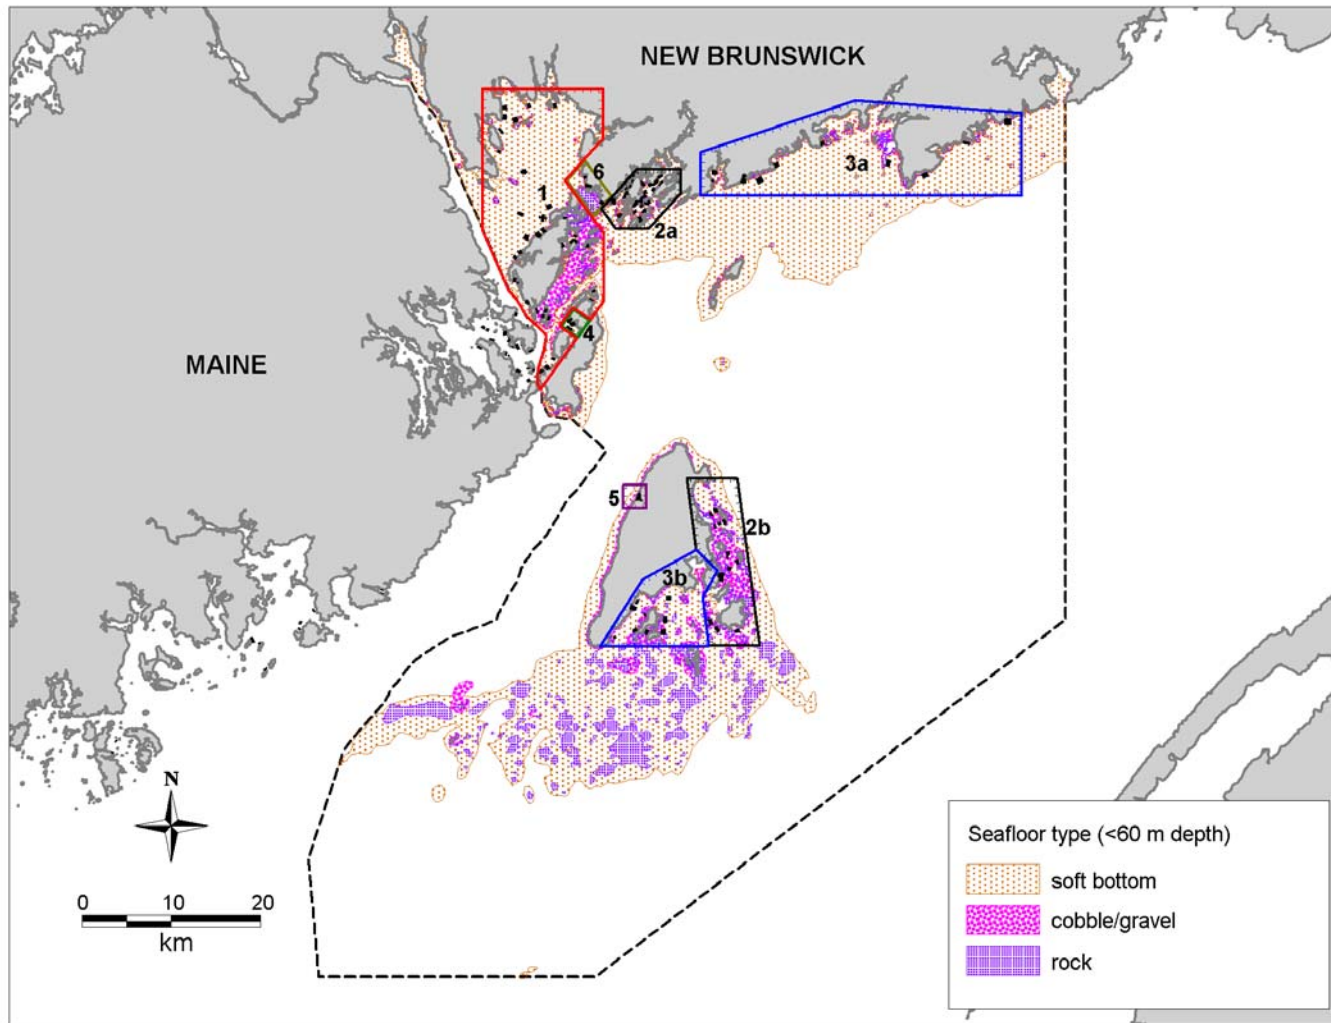 NEW BRUNSWICK
6
3a
1
2a
4
MAINE
5
2b
3b
N
0 10 20
km
Seafloor type (<60 m depth)
soft bottom
cobble/gravel
rock